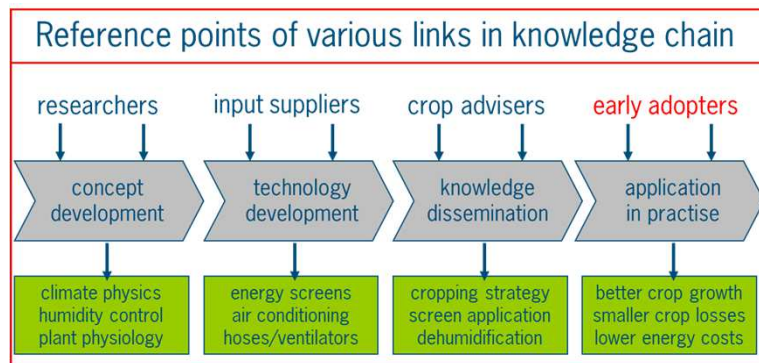 Reference points of various links in knowledge chain
researchers
input suppliers
crop advisers
early adopters
concept
development
technology
development
knowledge
dissemination
application
in practise
climate physics
humidity control
plant physiology
energy screens
air conditioning
hoses/ventilators
cropping strategy
screen application
dehumidification
better crop growth
smaller crop losses
lower energy costs